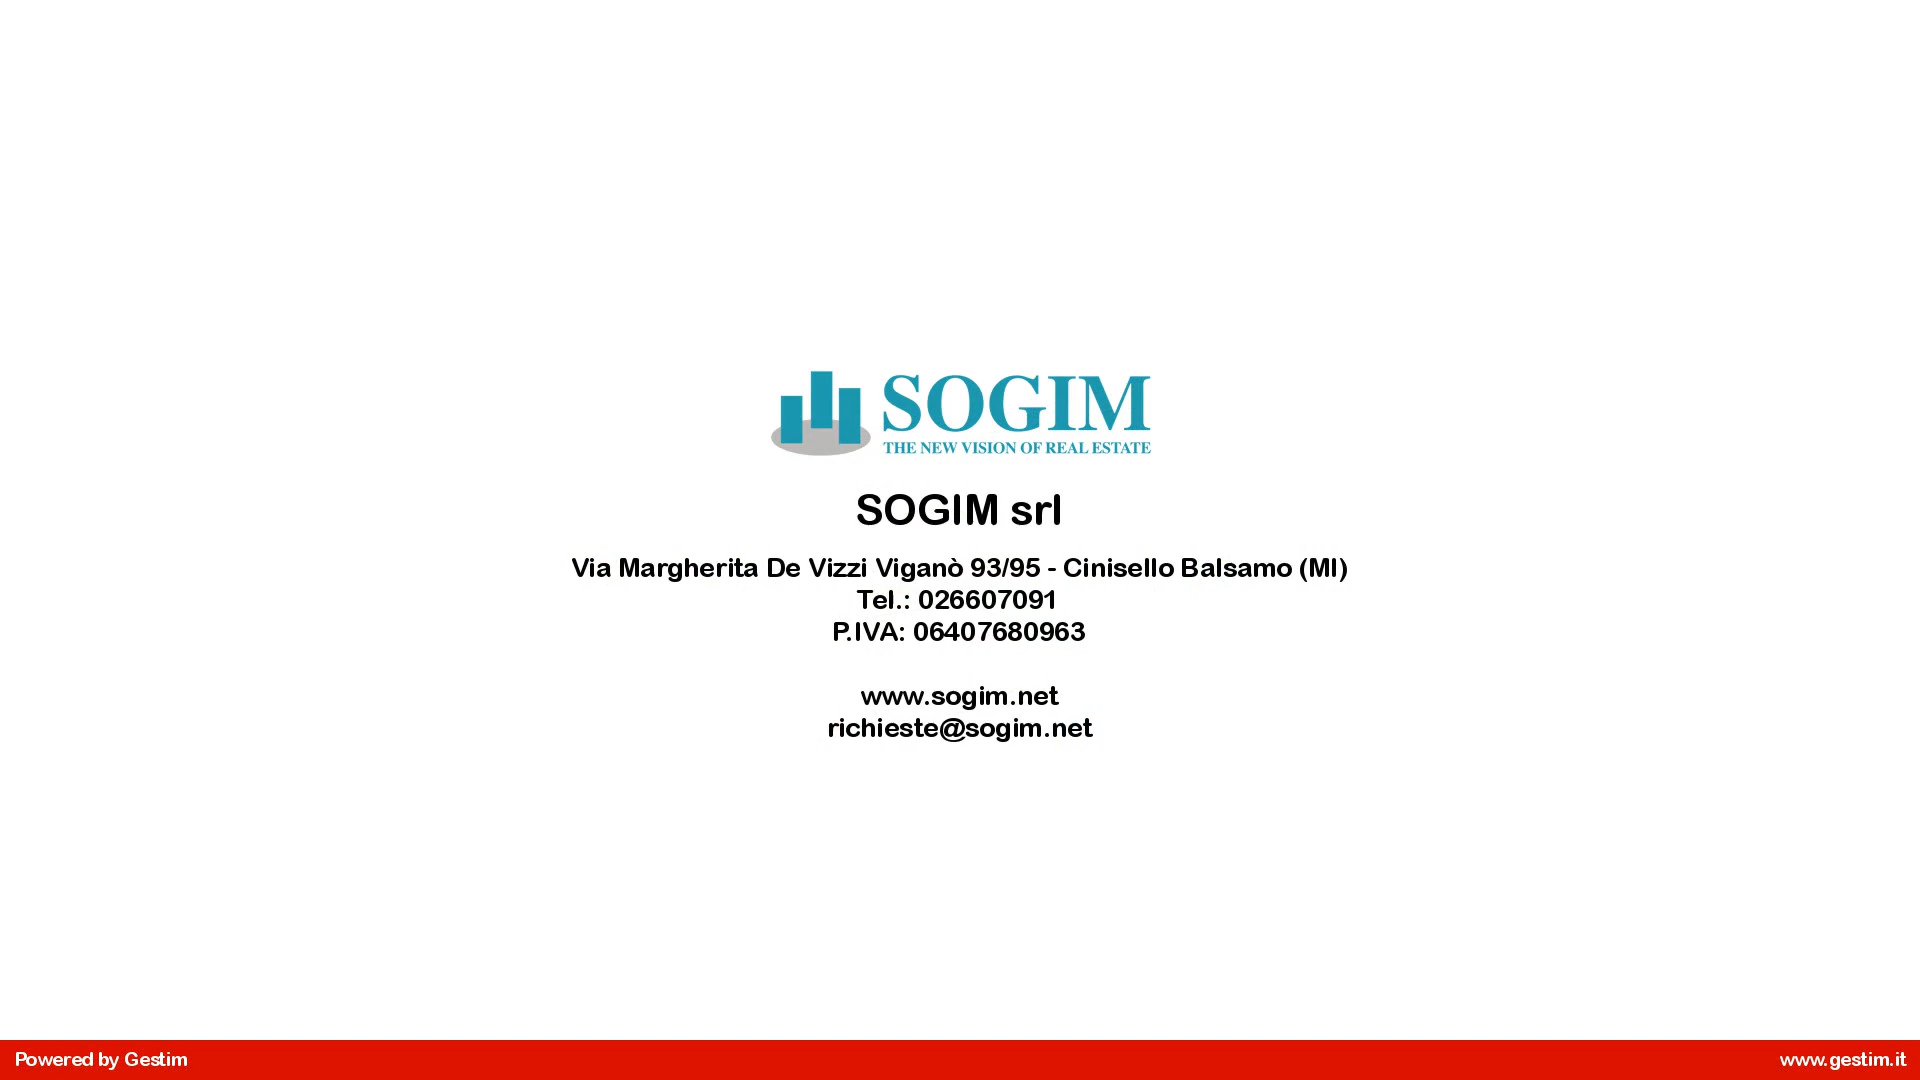 SOGIM
THE NEW VISION OF REAL ESTATE
SOGIM srl
Via Margherita De Vizzi Viganò 93/95 - Cinisello Balsamo (MI)
Tel.: 026607091
P.IVA: 06407680963
www.sogim.net
richieste@sogim.net
Powered by Gestim
www.gestim.it